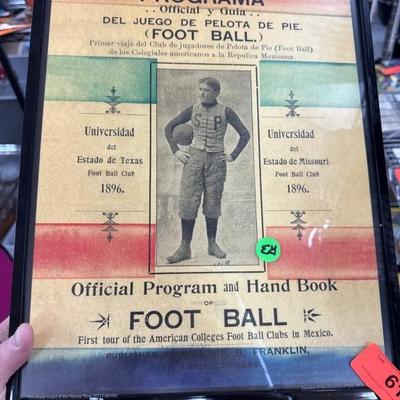 PROGRAMA
. . Official y Guia . .
DEL JUEGO DE PELOTA DE PIE.
(FOOT BALL.)
Primer viaje del Club de jugadores de Pelota de Pie (Foot Ball)
de los Colegiales americanos a la Republica Mexicana.
Universidad
del
Estado de Texas
Foot Ball Club
1896.
S P
Universidad
del
Estado de Missouri
Foot Ball Club
1896.
Official Program and Hand Book
OF
FOOT BALL
First tour of the American Colleges Foot Ball Clubs in Mexico.
FRANKLIN,